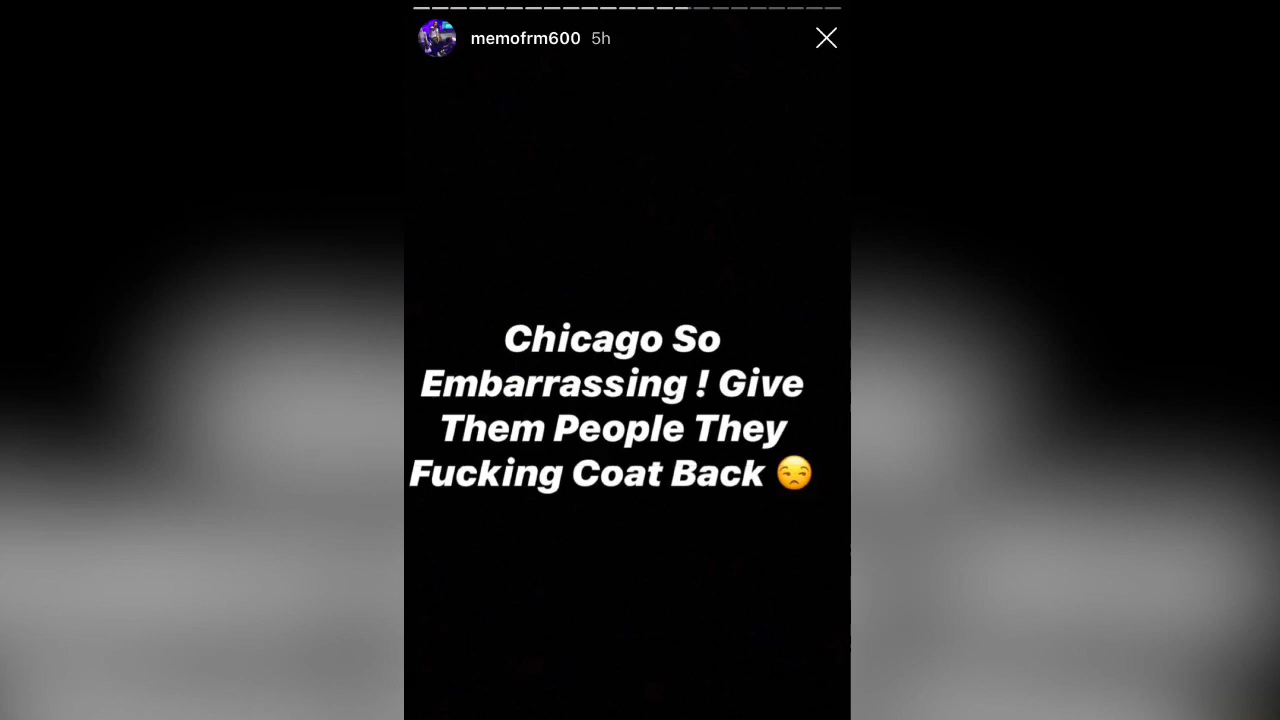 memofrm600 5h
Chicago So
Embarrassing ! Give
Them People They
Fucking Coat Back 😒